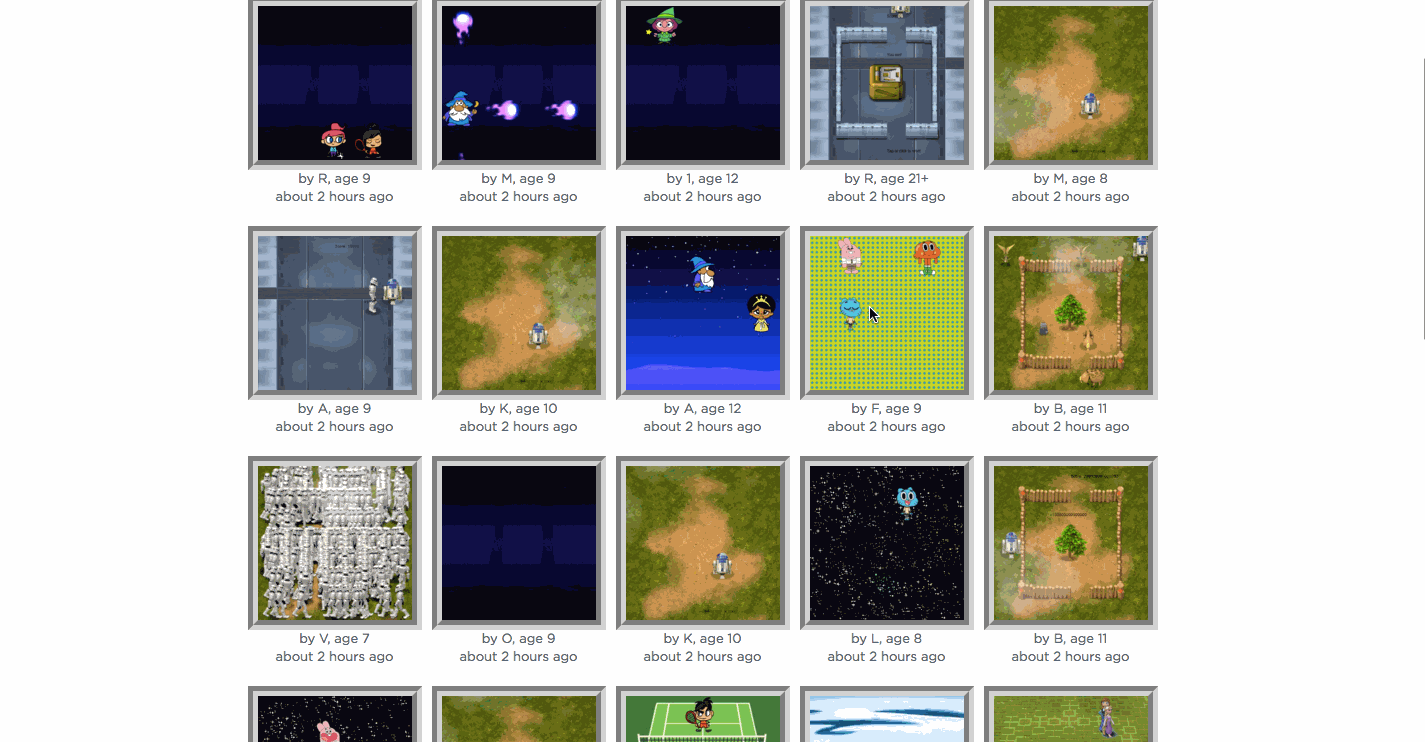 by R, age 9
about 2 hours ago
by M, age 9
about 2 hours ago
by 1, age 12
about 2 hours ago
by R, age 21+
about 2 hours ago
by M, age 8
about 2 hours ago
by A, age 9
about 2 hours ago
by K, age 10
about 2 hours ago
by A, age 12
about 2 hours ago
by F, age 9
about 2 hours ago
by B, age 11
about 2 hours ago
by V, age 7
about 2 hours ago
by O, age 9
about 2 hours ago
by K, age 10
about 2 hours ago
by L, age 8
about 2 hours ago
by B, age 11
about 2 hours ago